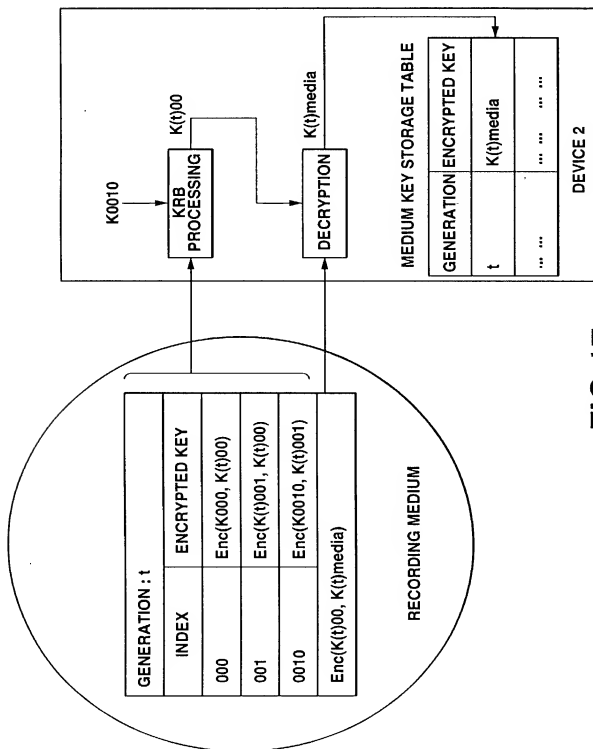 GENERATION : t
INDEX ENCRYPTED KEY
000 Enc(K000, K(t)00)
001 Enc(K(t)001, K(t)00)
0010 Enc(K0010, K(t)001)
Enc(K(t)00, K(t)media)
RECORDING MEDIUM
K0010
KRB
PROCESSING
K(t)00
DECRYPTION
K(t)media
MEDIUM KEY STORAGE TABLE
GENERATION ENCRYPTED KEY
t K(t)media
... ... ... ... ... ...
DEVICE 2